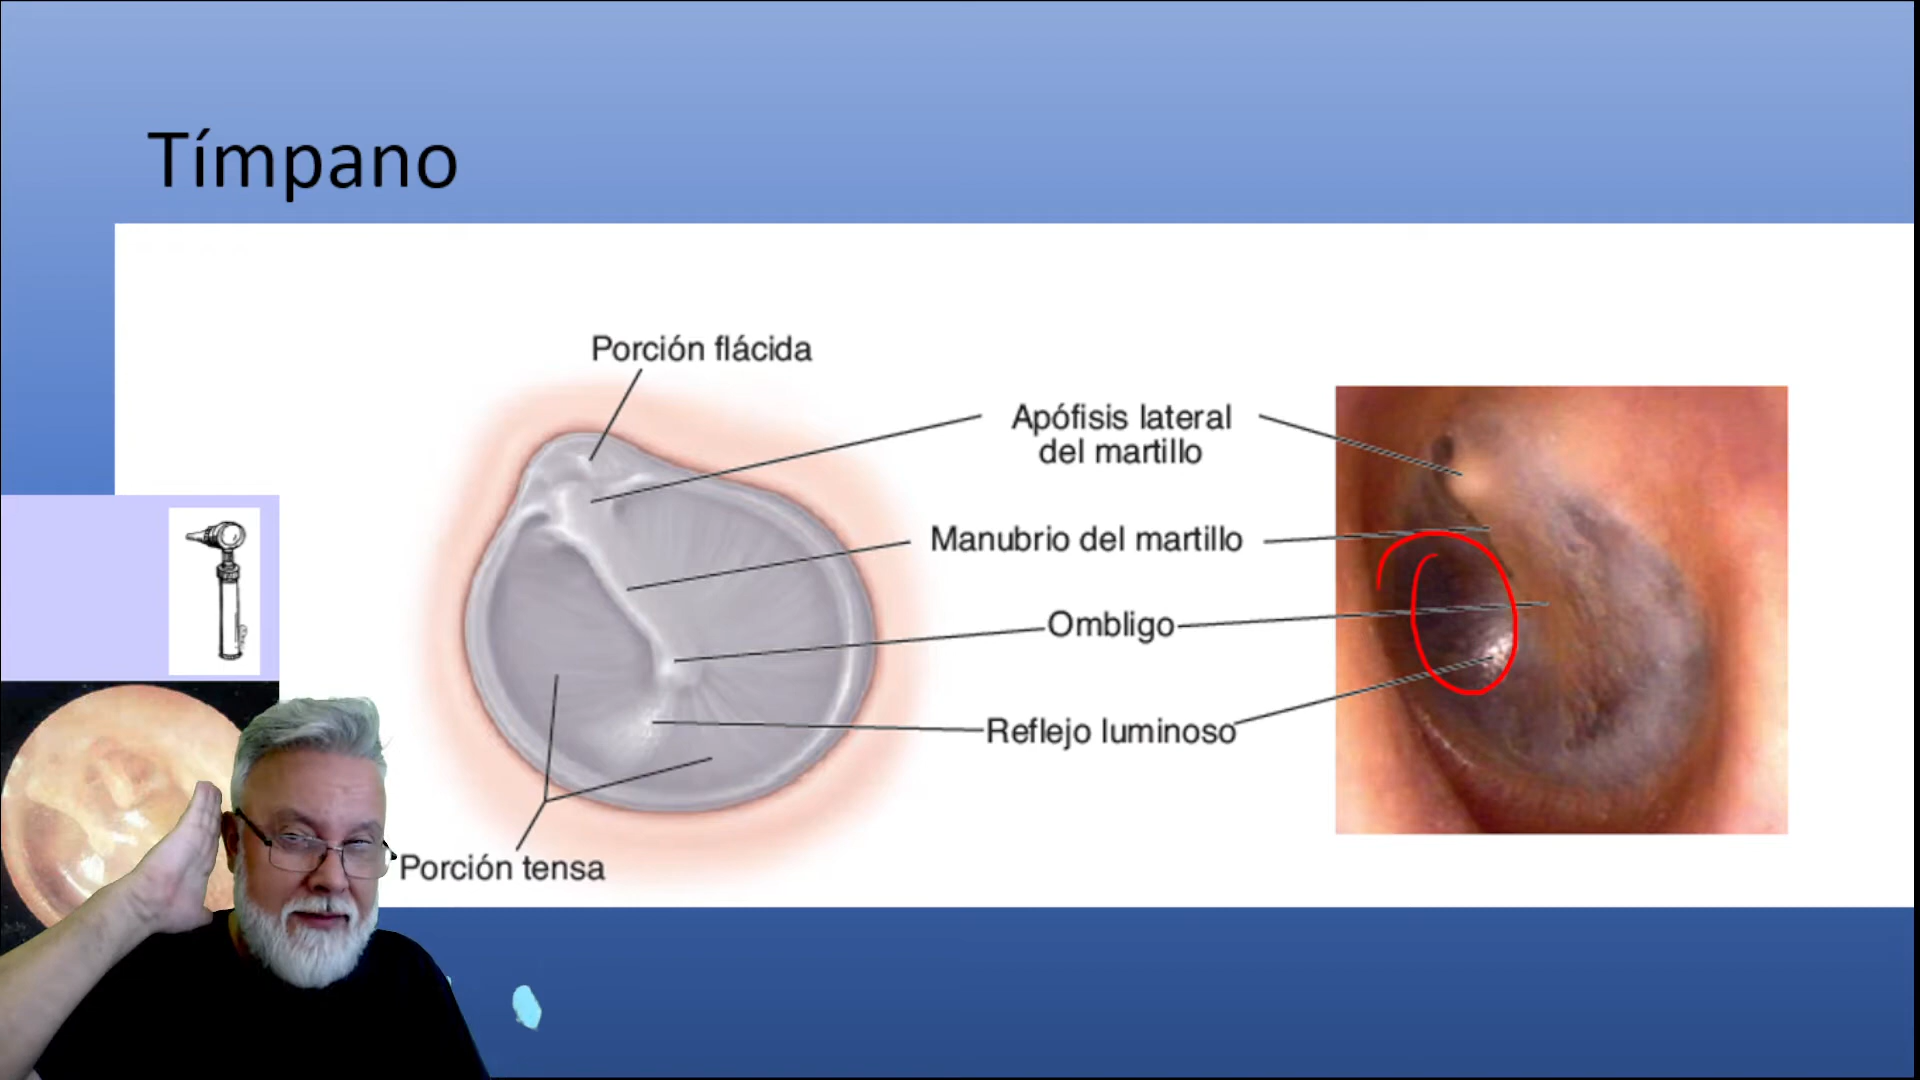 Tímpano
Porción flácida
Apófisis lateral
del martillo
Manubrio del martillo
Ombligo
Reflejo luminoso
Porción tensa